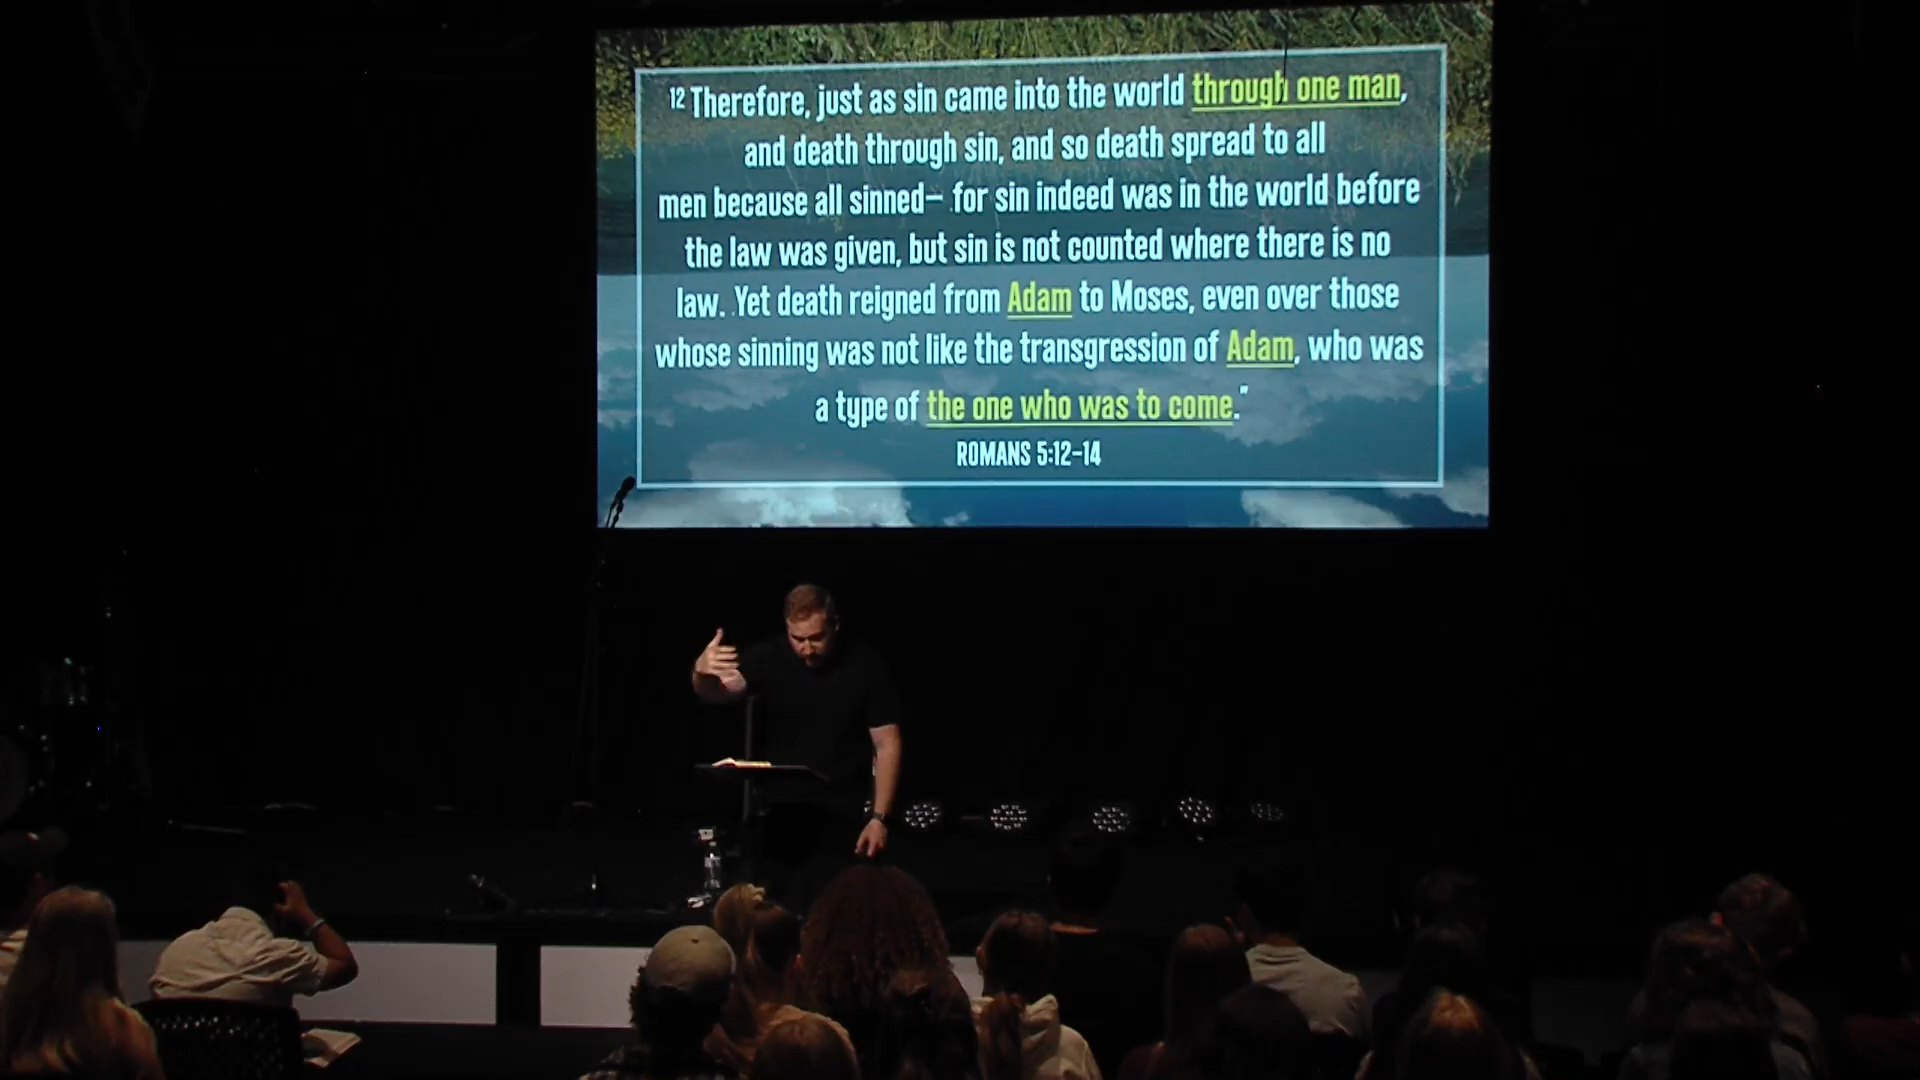 12 Therefore, just as sin came into the world through one man,
and death through sin, and so death spread to all
men because all sinned– for sin indeed was in the world before
the law was given, but sin is not counted where there is no
law. Yet death reigned from Adam to Moses, even over those
whose sinning was not like the transgression of Adam, who was
a type of the one who was to come."
ROMANS 5:12–14